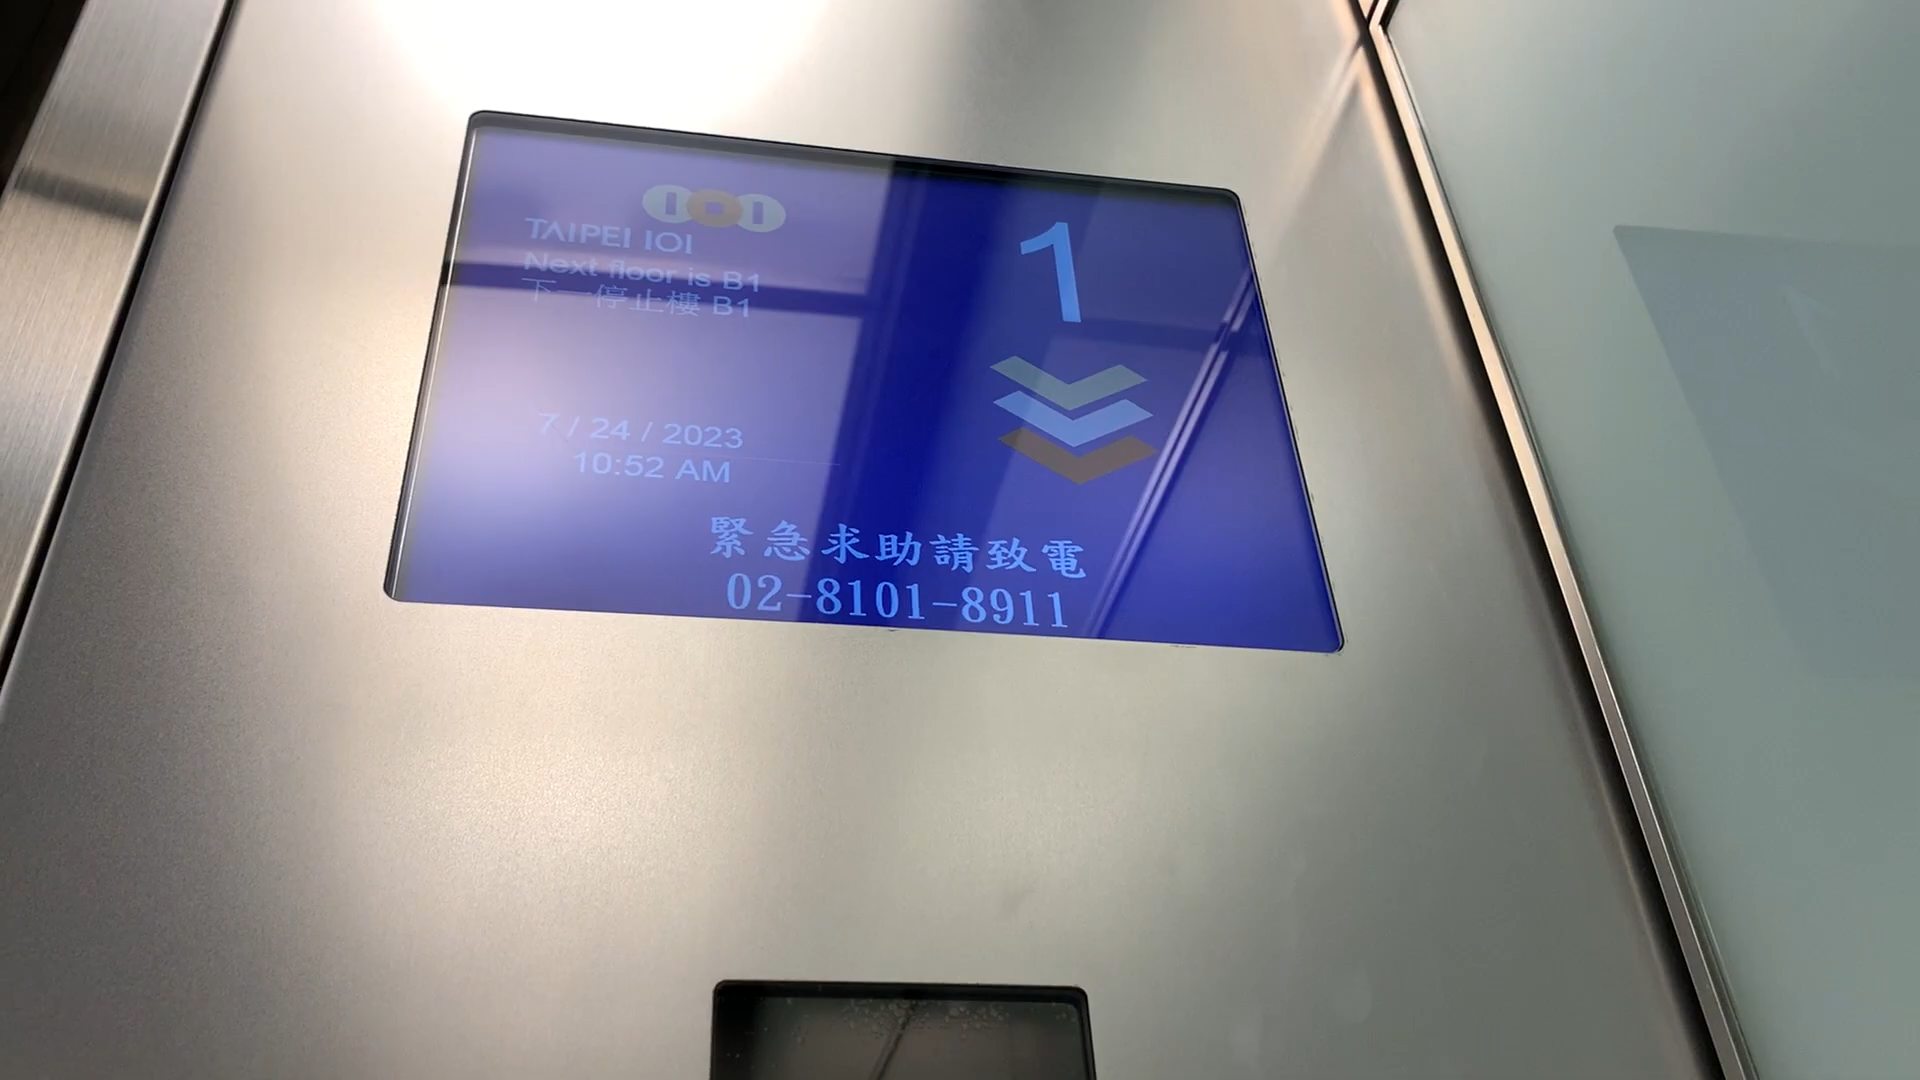 101
TAIPEI 101
Next floor is B1
下一停止樓 B1
1
7 / 24 / 2023
10:52 AM
緊急求助請致電
02-8101-8911